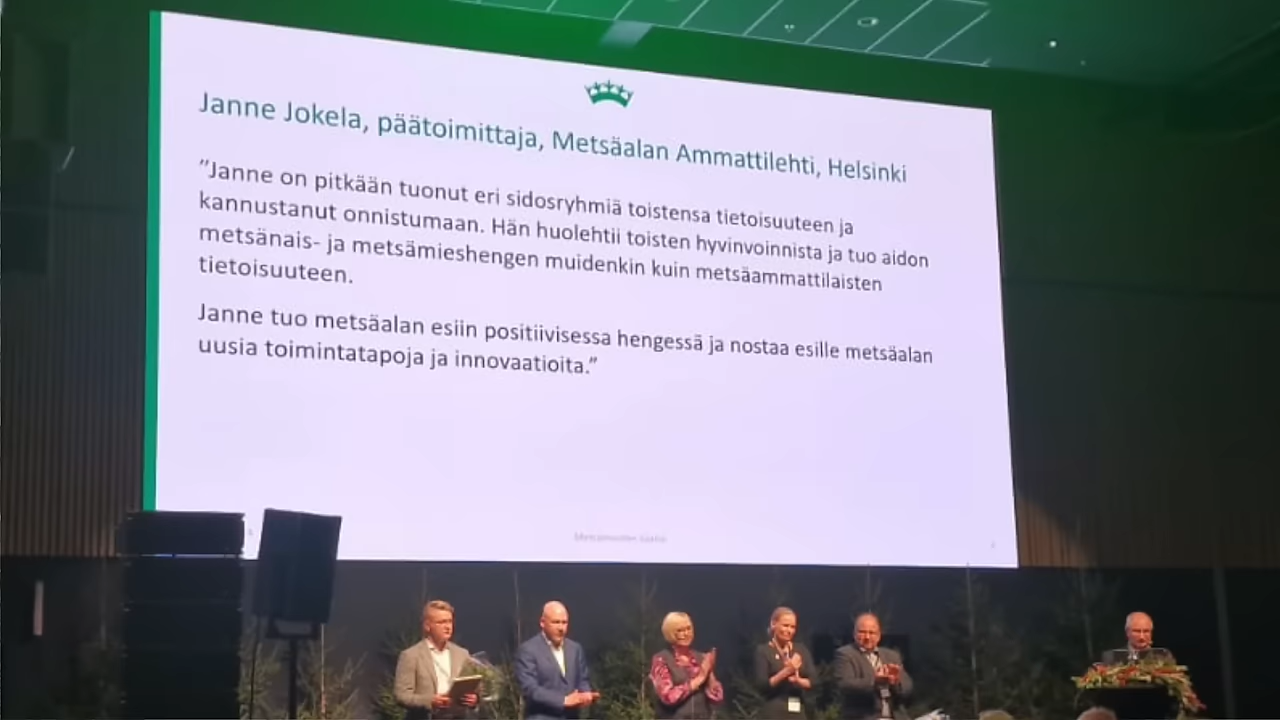 Janne Jokela, päätoimittaja, Metsäalan Ammattilehti, Helsinki
”Janne on pitkään tuonut eri sidosryhmiä toistensa tietoisuuteen ja
kannustanut onnistumaan. Hän huolehtii toisten hyvinvoinnista ja tuo aidon
metsänais- ja metsämieshengen muidenkin kuin metsäammattilaisten
tietoisuuteen.
Janne tuo metsäalan esiin positiivisessa hengessä ja nostaa esille metsäalan
uusia toimintatapoja ja innovaatioita.”